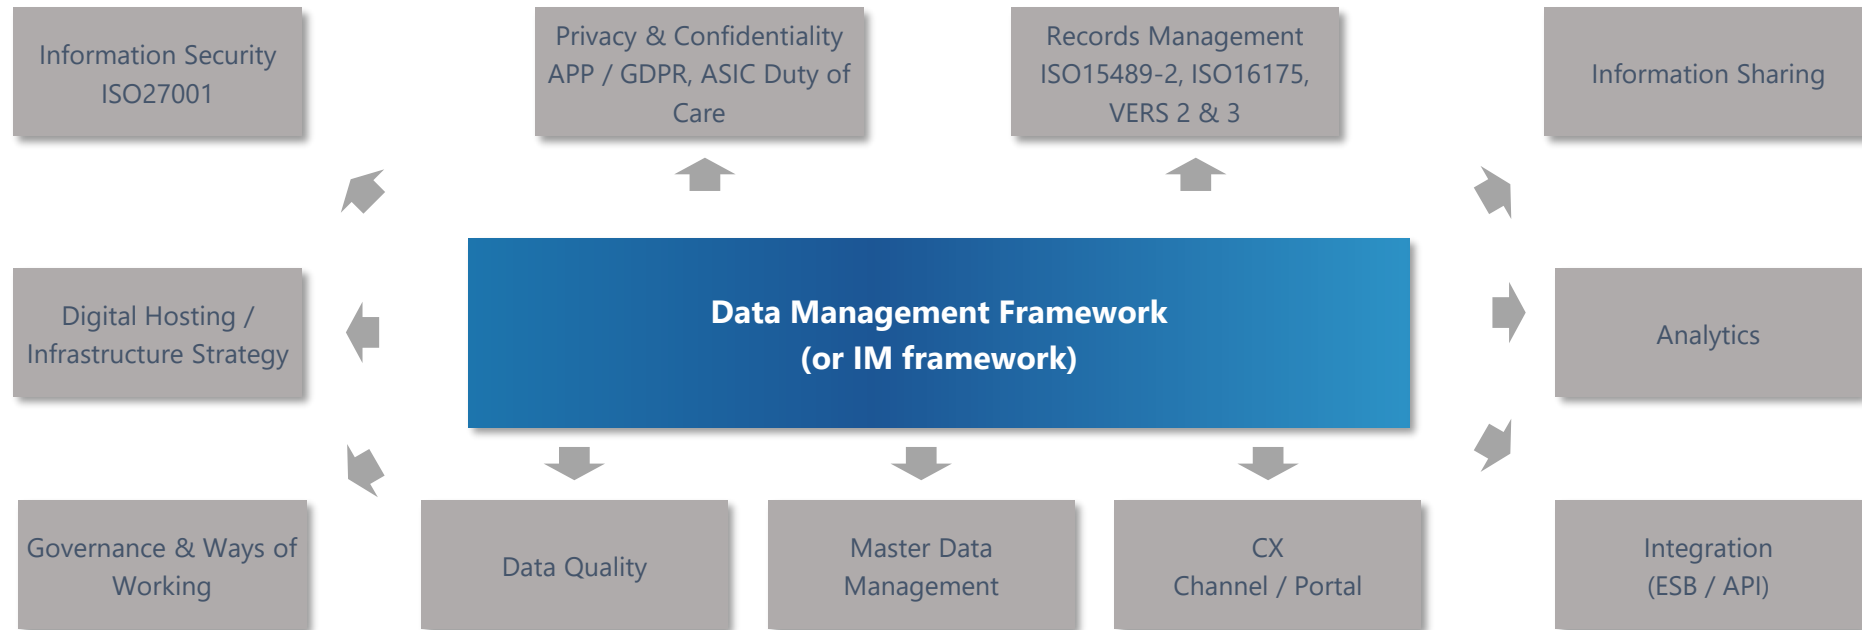 Information Security
ISO27001
Privacy & Confidentiality
APP / GDPR, ASIC Duty of
Care
Records Management
ISO15489-2, ISO16175,
VERS 2 & 3
Information Sharing
Digital Hosting /
Infrastructure Strategy
Data Management Framework
(or IM framework)
Analytics
Governance & Ways of
Working
Data Quality
Master Data
Management
CX
Channel / Portal
Integration
(ESB / API)